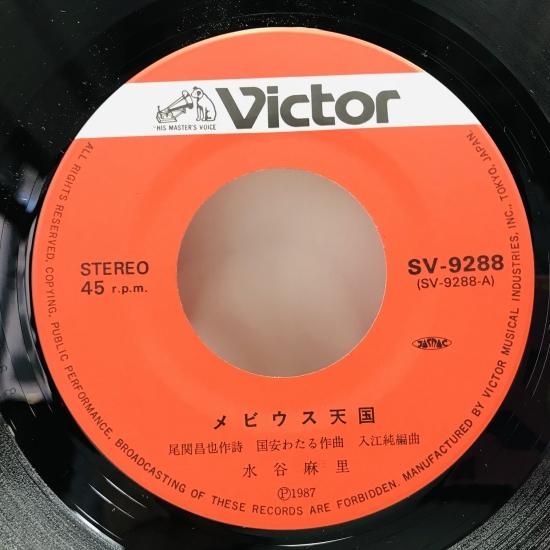 Victor
"HIS MASTER'S VOICE"
STEREO
45 r.p.m.
SV-9288
(SV-9288-A)
JASRAC
メビウス天国
尾関昌也作詩 国安わたる作曲 入江純編曲
水谷麻里
Ⓟ1987
ALL RIGHTS RESERVED, COPYING, PUBLIC PERFORMANCE, BROADCASTING OF THESE RECORDS ARE FORBIDDEN. MANUFACTURED BY VICTOR MUSICAL INDUSTRIES, INC., TOKYO, JAPAN.